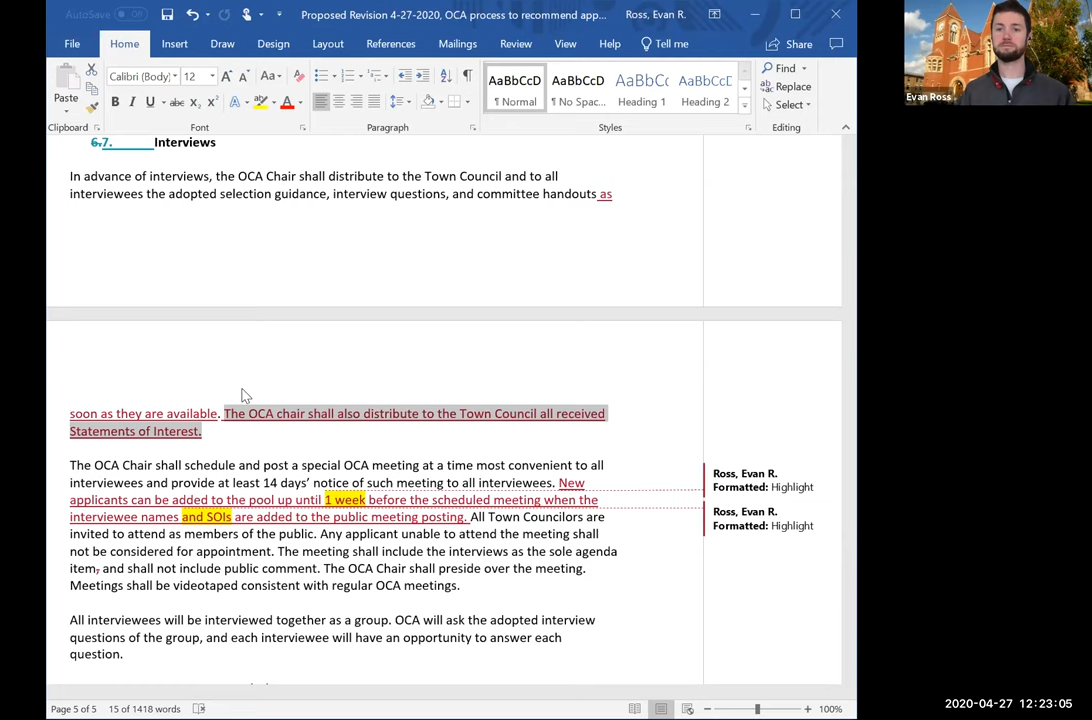 AutoSave Off Proposed Revision 4-27-2020, OCA process to recommend app... Ross, Evan R.
File Home Insert Draw Design Layout References Mailings Review View Help Tell me Share
Paste Calibri (Body) 12 A A Aa
B I U abc x₂ x² A A
AaBbCcD AaBbCcD AaBbCc AaBbCcD
¶ Normal ¶ No Spac... Heading 1 Heading 2
Find
Replace
Select
Clipboard Font Paragraph Styles Editing
Evan Ross
6.7. Interviews
In advance of interviews, the OCA Chair shall distribute to the Town Council and to all
interviewees the adopted selection guidance, interview questions, and committee handouts as
soon as they are available. The OCA chair shall also distribute to the Town Council all received
Statements of Interest.
The OCA Chair shall schedule and post a special OCA meeting at a time most convenient to all
interviewees and provide at least 14 days' notice of such meeting to all interviewees. New
applicants can be added to the pool up until 1 week before the scheduled meeting when the
interviewee names and SOIs are added to the public meeting posting. All Town Councilors are
invited to attend as members of the public. Any applicant unable to attend the meeting shall
not be considered for appointment. The meeting shall include the interviews as the sole agenda
item, and shall not include public comment. The OCA Chair shall preside over the meeting.
Meetings shall be videotaped consistent with regular OCA meetings.
All interviewees will be interviewed together as a group. OCA will ask the adopted interview
questions of the group, and each interviewee will have an opportunity to answer each
question.
Ross, Evan R.
Formatted: Highlight
Ross, Evan R.
Formatted: Highlight
Page 5 of 5 15 of 1418 words 100%
2020-04-27 12:23:05